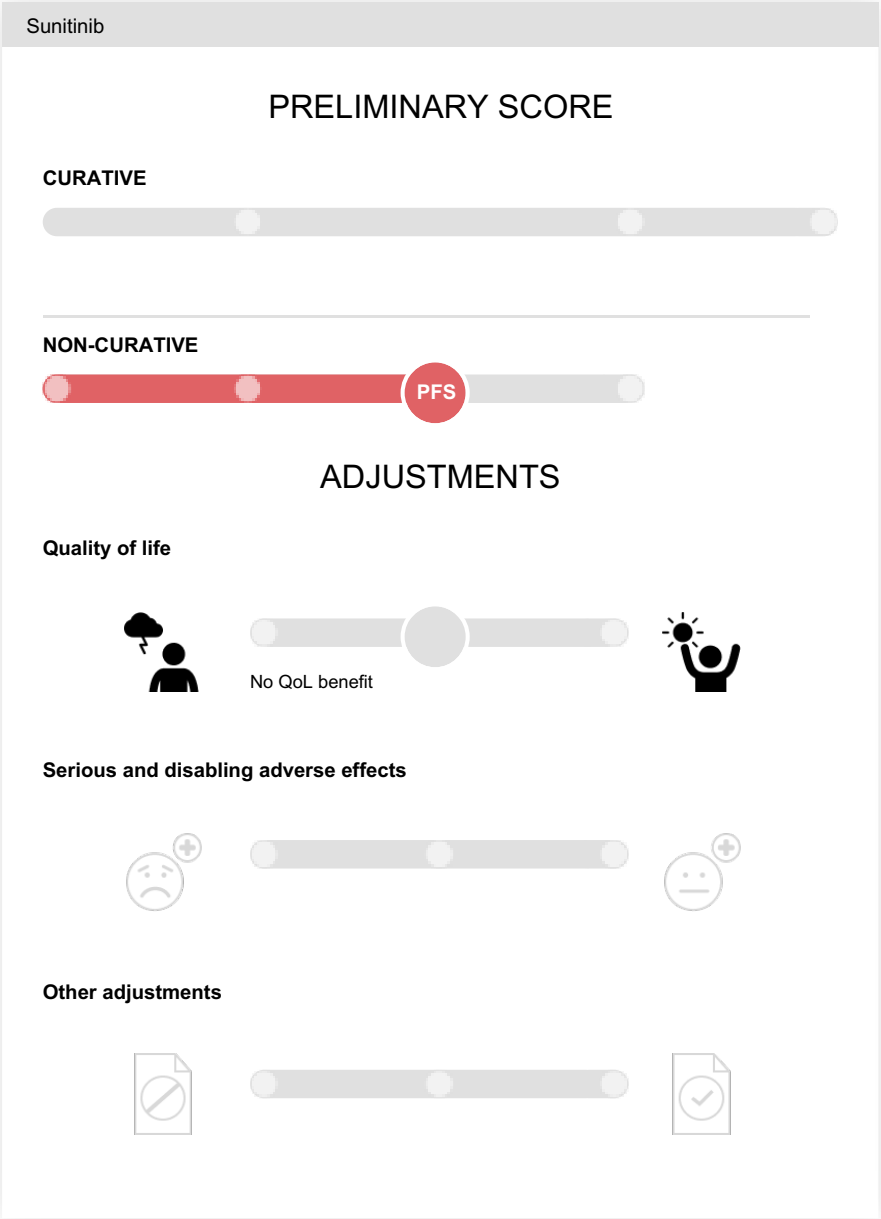 Sunitinib
PRELIMINARY SCORE
CURATIVE
NON-CURATIVE
PFS
ADJUSTMENTS
Quality of life
No QoL benefit
Serious and disabling adverse effects
Other adjustments